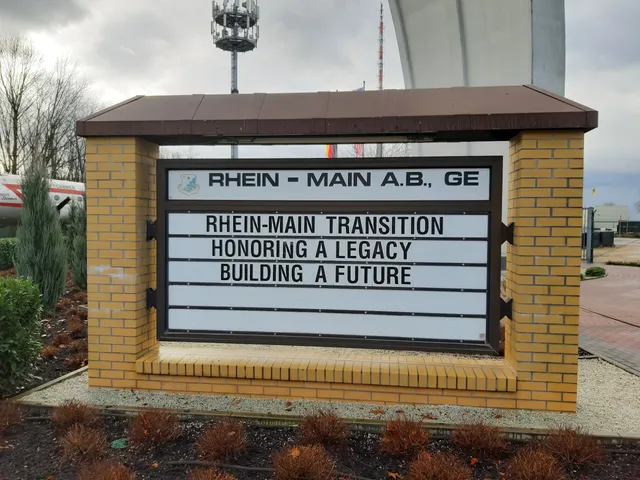 RHEIN - MAIN A.B., GE
RHEIN-MAIN TRANSITION
HONORING A LEGACY
BUILDING A FUTURE